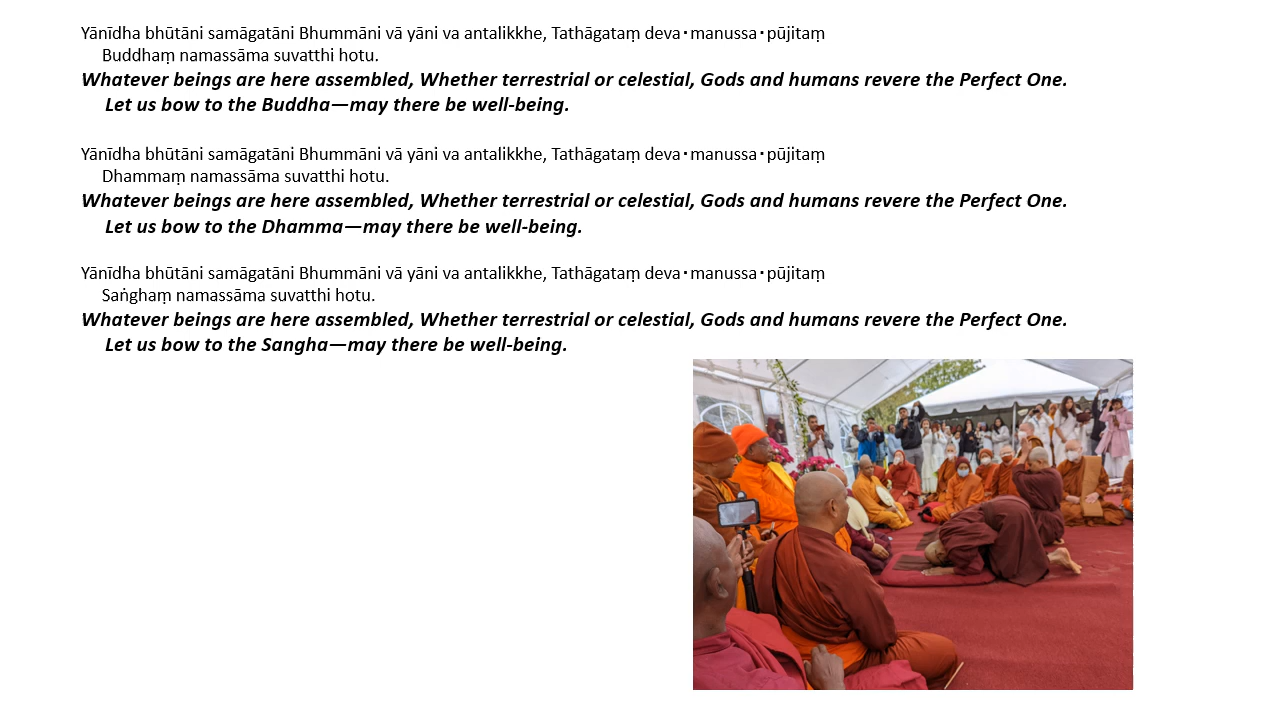 Yānīdha bhūtāni samāgatāni Bhummāni vā yāni va antalikkhe, Tathāgataṃ deva·manussa·pūjitaṃ
Buddhaṃ namassāma suvatthi hotu.
Whatever beings are here assembled, Whether terrestrial or celestial, Gods and humans revere the Perfect One.
Let us bow to the Buddha—may there be well-being.
Yānīdha bhūtāni samāgatāni Bhummāni vā yāni va antalikkhe, Tathāgataṃ deva·manussa·pūjitaṃ
Dhammaṃ namassāma suvatthi hotu.
Whatever beings are here assembled, Whether terrestrial or celestial, Gods and humans revere the Perfect One.
Let us bow to the Dhamma—may there be well-being.
Yānīdha bhūtāni samāgatāni Bhummāni vā yāni va antalikkhe, Tathāgataṃ deva·manussa·pūjitaṃ
Saṅghaṃ namassāma suvatthi hotu.
Whatever beings are here assembled, Whether terrestrial or celestial, Gods and humans revere the Perfect One.
Let us bow to the Sangha—may there be well-being.